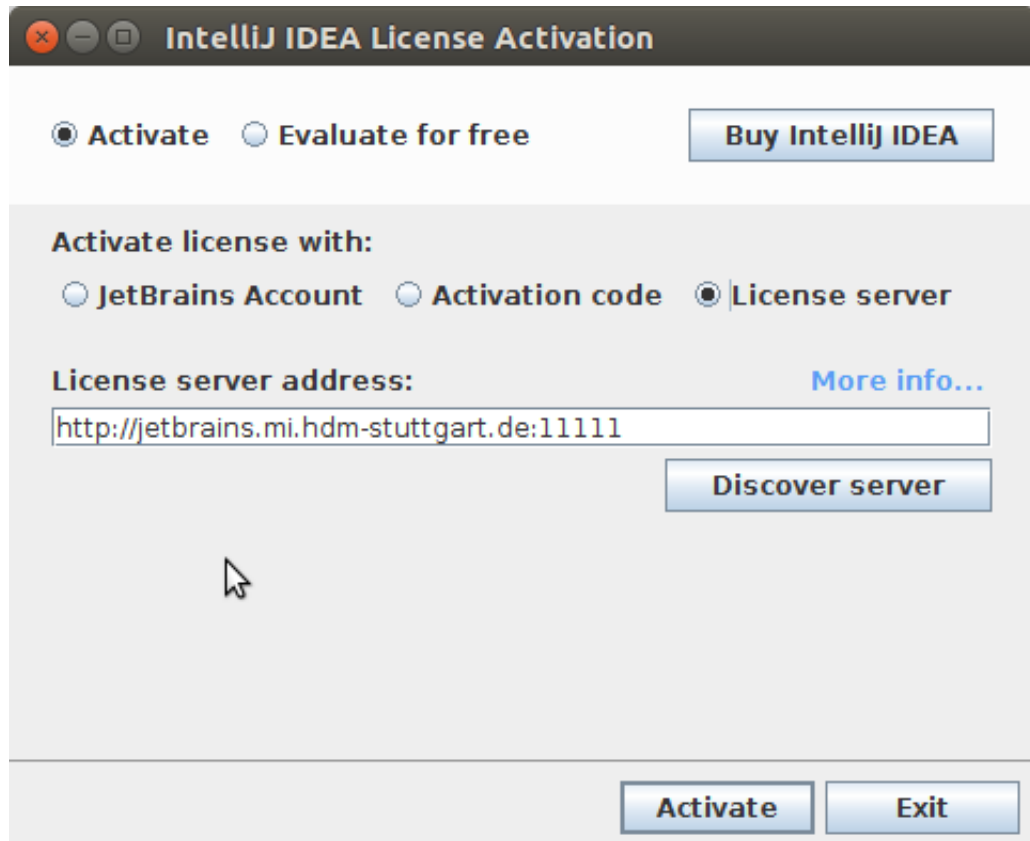 IntelliJ IDEA License Activation
Activate Evaluate for free Buy IntelliJ IDEA
Activate license with:
JetBrains Account Activation code License server
License server address: More info...
http://jetbrains.mi.hdm-stuttgart.de:11111
Discover server
Activate Exit